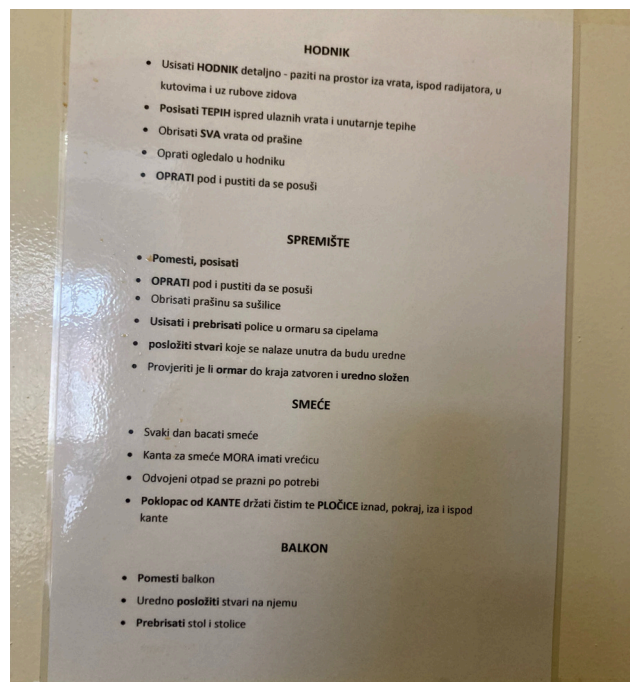 HODNIK
• Usisati HODNIK detaljno - paziti na prostor iza vrata, ispod radijatora, u
kutovima i uz rubove zidova
• Posisati TEPIH ispred ulaznih vrata i unutarnje tepihe
• Obrisati SVA vrata od prašine
• Oprati ogledalo u hodniku
• OPRATI pod i pustiti da se posuši
SPREMIŠTE
• Pomesti, posisati
• OPRATI pod i pustiti da se posuši
• Obrisati prašinu sa sušilice
• Usisati i prebrisati police u ormaru sa cipelama
• posložiti stvari koje se nalaze unutra da budu uredne
• Provjeriti je li ormar do kraja zatvoren i uredno složen
SMEĆE
• Svaki dan bacati smeće
• Kanta za smeće MORA imati vrećicu
• Odvojeni otpad se prazni po potrebi
• Poklopac od KANTE držati čistim te PLOČICE iznad, pokraj, iza i ispod
kante
BALKON
• Pomesti balkon
• Uredno posložiti stvari na njemu
• Prebrisati stol i stolice